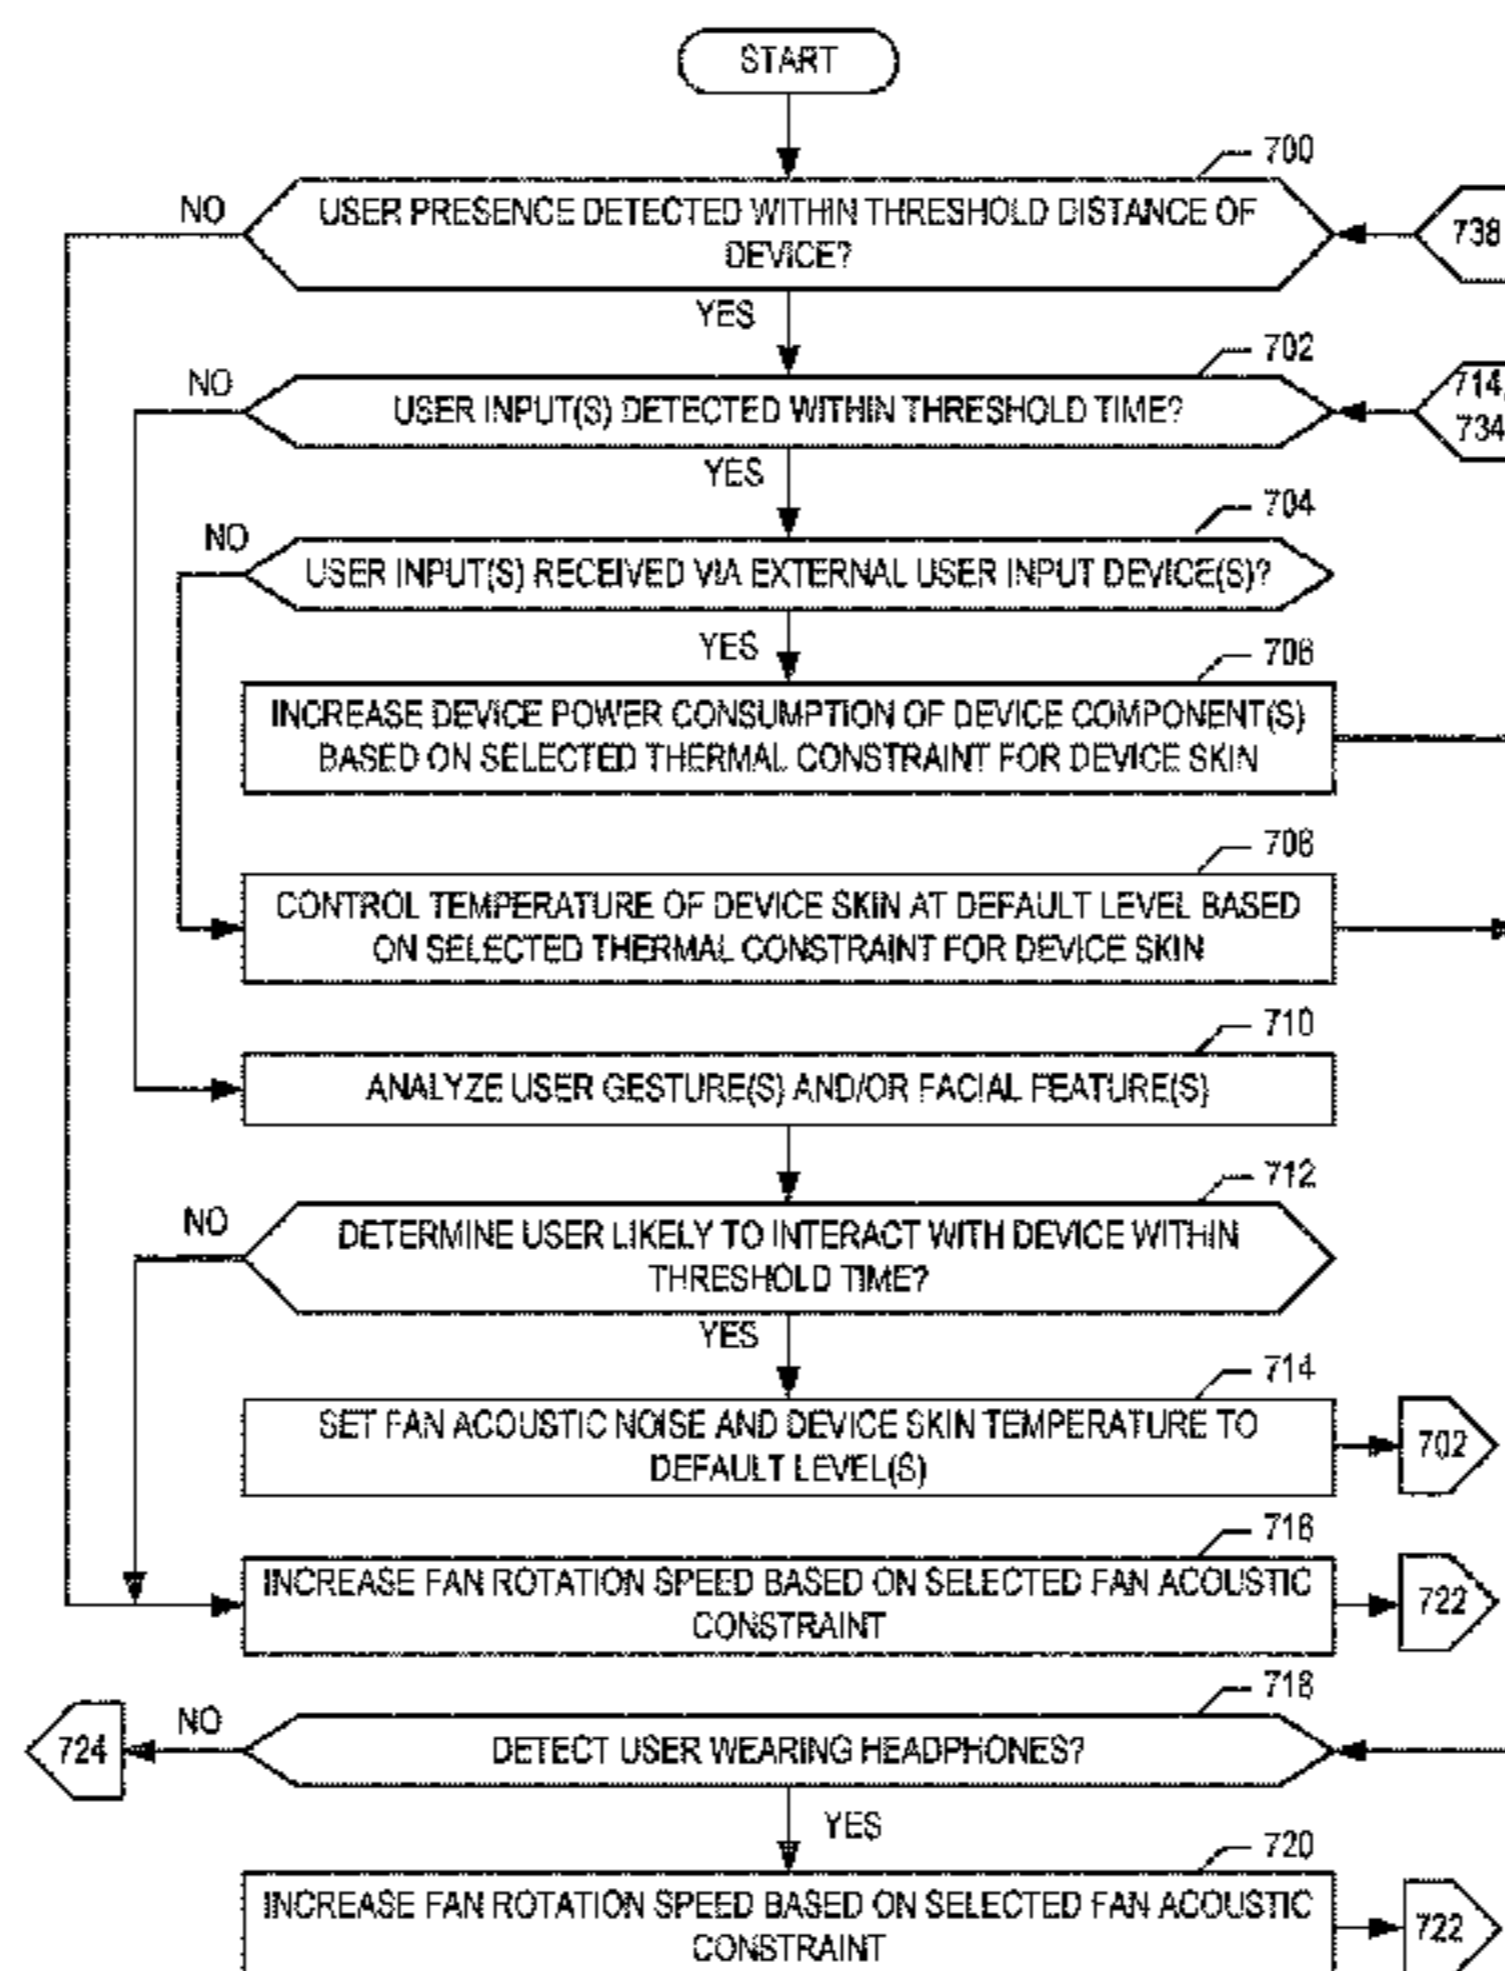 START
700
NO
USER PRESENCE DETECTED WITHIN THRESHOLD DISTANCE OF
DEVICE?
738
YES
702
NO
USER INPUT(S) DETECTED WITHIN THRESHOLD TIME?
714,
734
YES
704
NO
USER INPUT(S) RECEIVED VIA EXTERNAL USER INPUT DEVICE(S)?
YES
706
INCREASE DEVICE POWER CONSUMPTION OF DEVICE COMPONENT(S)
BASED ON SELECTED THERMAL CONSTRAINT FOR DEVICE SKIN
708
CONTROL TEMPERATURE OF DEVICE SKIN AT DEFAULT LEVEL BASED
ON SELECTED THERMAL CONSTRAINT FOR DEVICE SKIN
710
ANALYZE USER GESTURE(S) AND/OR FACIAL FEATURE(S)
712
NO
DETERMINE USER LIKELY TO INTERACT WITH DEVICE WITHIN
THRESHOLD TIME?
YES
714
SET FAN ACOUSTIC NOISE AND DEVICE SKIN TEMPERATURE TO
DEFAULT LEVEL(S)
702
716
INCREASE FAN ROTATION SPEED BASED ON SELECTED FAN ACOUSTIC
CONSTRAINT
722
718
724
NO
DETECT USER WEARING HEADPHONES?
YES
720
INCREASE FAN ROTATION SPEED BASED ON SELECTED FAN ACOUSTIC
CONSTRAINT
722